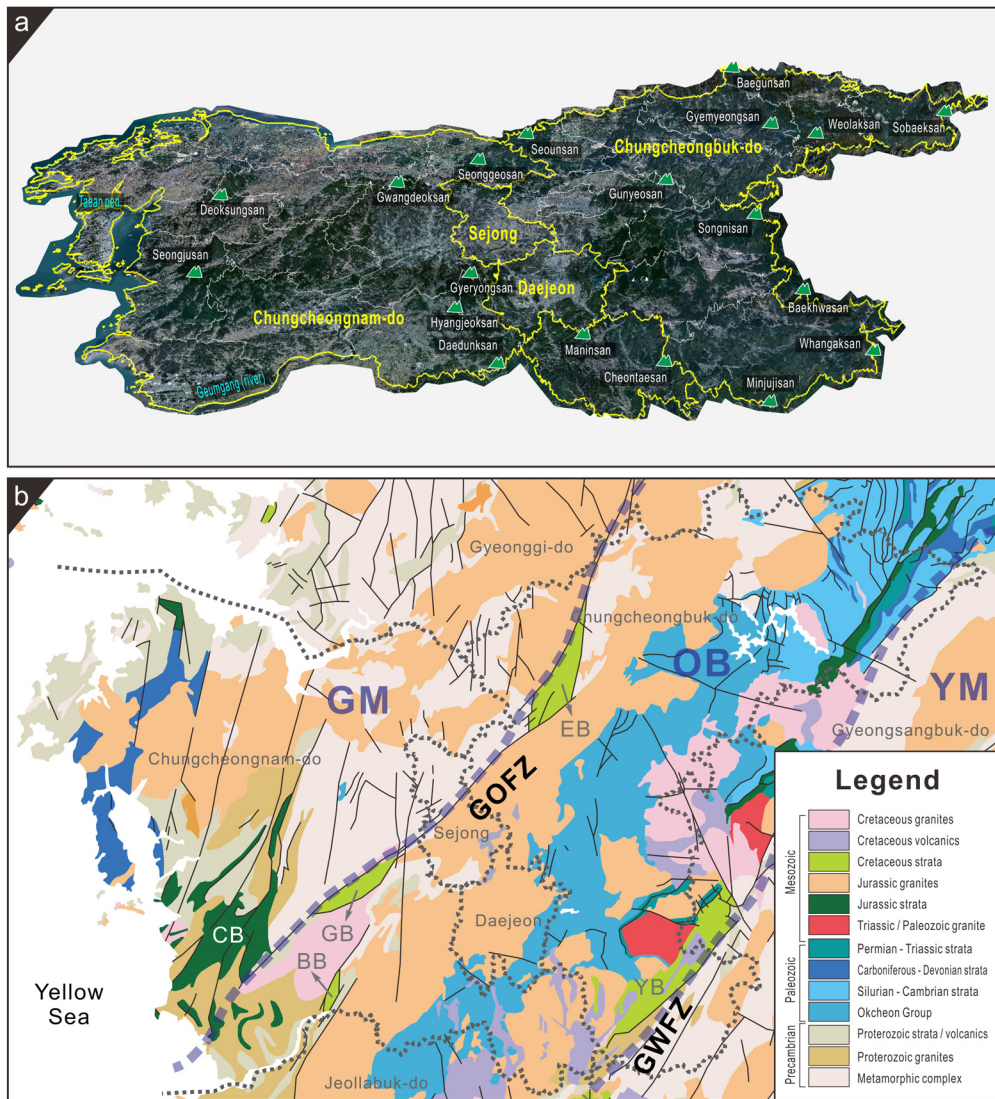 a
Baegunsan
Gyemyeongsan
Weolaksan
Sobaeksan
Seounsan
Chungcheongbuk-do
Seonggeosan
Gwangdeoksan
Gunyeosan
Taean pen.
Deoksungsan
Songnisan
Sejong
Seongjusan
Gyeryongsan
Daejeon
Baekhwasan
Chungcheongnam-do
Hyangjeoksan
Daedunksan
Maninsan
Whangaksan
Cheontaesan
Minjujisan
Geumgang (river)
b
Gyeonggi-do
Chungcheongbuk-do
OB
GM
YM
Gyeongsangbuk-do
EB
Chungcheongnam-do
GOFZ
Sejong
Daejeon
CB
GB
BB
YB
GWFZ
Yellow
Sea
Jeollabuk-do
Legend
Mesozoic
Cretaceous granites
Cretaceous volcanics
Cretaceous strata
Jurassic granites
Jurassic strata
Triassic / Paleozoic granite
Paleozoic
Permian - Triassic strata
Carboniferous - Devonian strata
Silurian - Cambrian strata
Okcheon Group
Precambrian
Proterozoic strata / volcanics
Proterozoic granites
Metamorphic complex